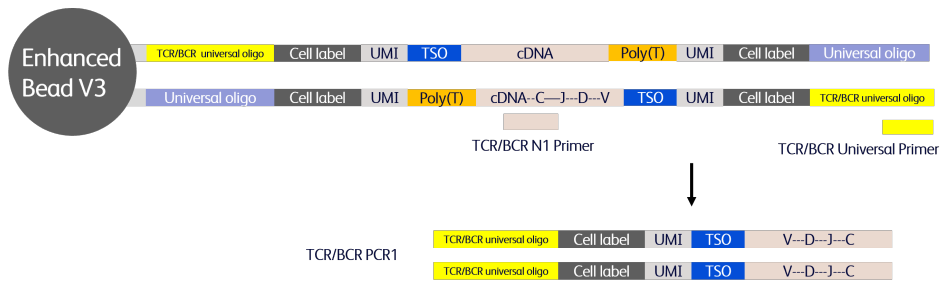 Enhanced
Bead V3
TCR/BCR universal oligo Cell label UMI TSO cDNA Poly(T) UMI Cell label Universal oligo
Universal oligo Cell label UMI Poly(T) cDNA--C—J---D---V TSO UMI Cell label TCR/BCR universal oligo
TCR/BCR N1 Primer
TCR/BCR Universal Primer
TCR/BCR PCR1
TCR/BCR universal oligo Cell label UMI TSO V---D---J---C
TCR/BCR universal oligo Cell label UMI TSO V---D---J---C